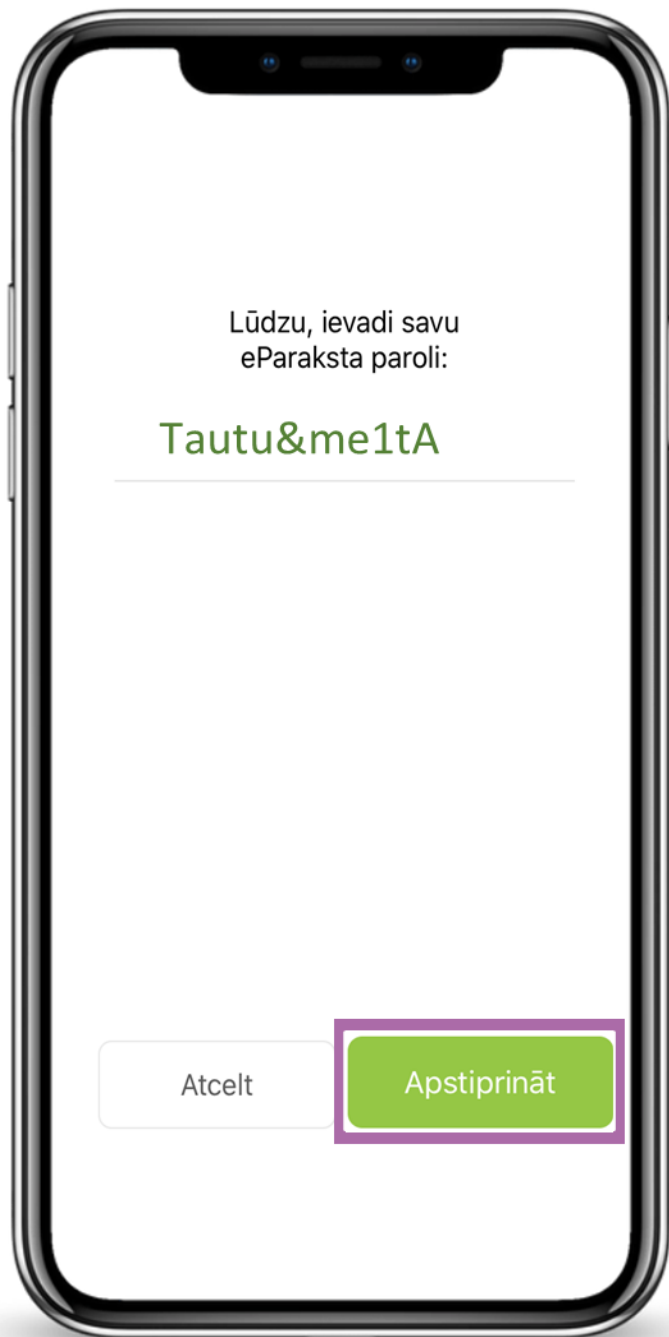 Lūdzu, ievadi savu
eParaksta paroli:
Tautu&me1tA
Atcelt
Apstiprināt